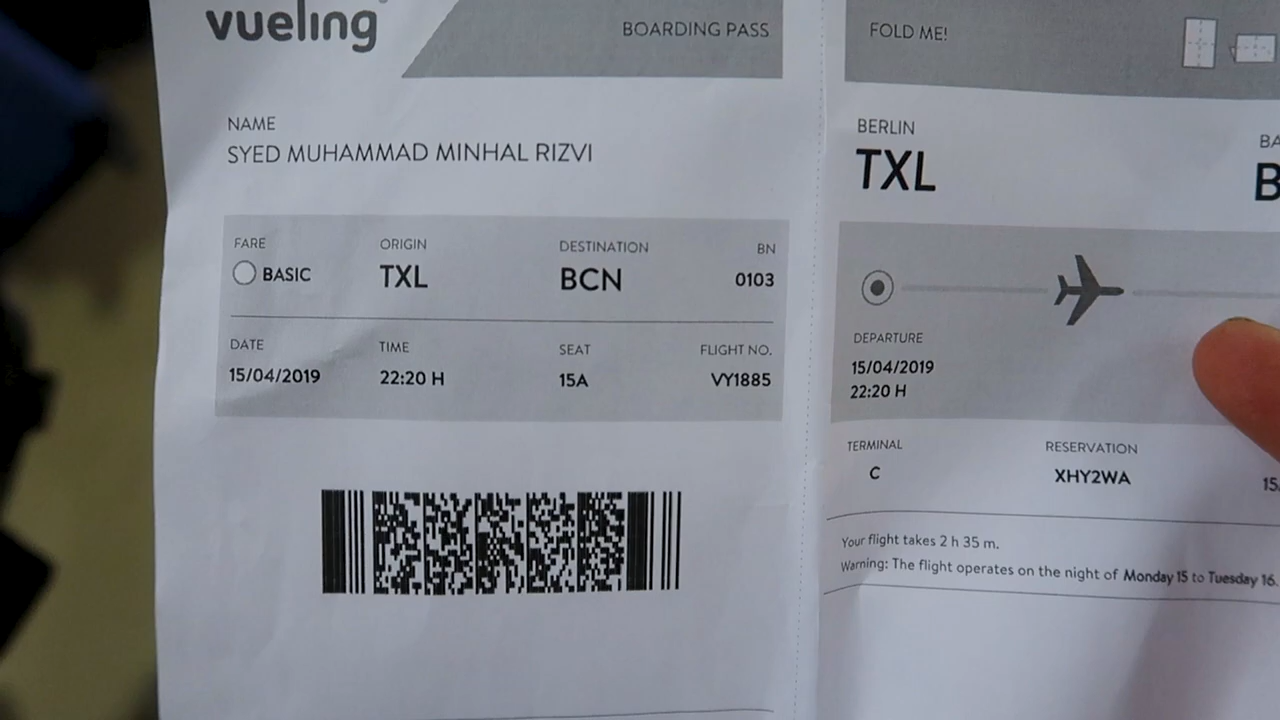 vueling
BOARDING PASS
NAME
SYED MUHAMMAD MINHAL RIZVI
FARE ORIGIN DESTINATION BN
BASIC TXL BCN 0103
DATE TIME SEAT FLIGHT NO.
15/04/2019 22:20 H 15A VY1885
FOLD ME!
BERLIN
TXL
DEPARTURE
15/04/2019
22:20 H
TERMINAL RESERVATION
C XHY2WA
Your flight takes 2 h 35 m.
Warning: The flight operates on the night of Monday 15 to Tuesday 16.